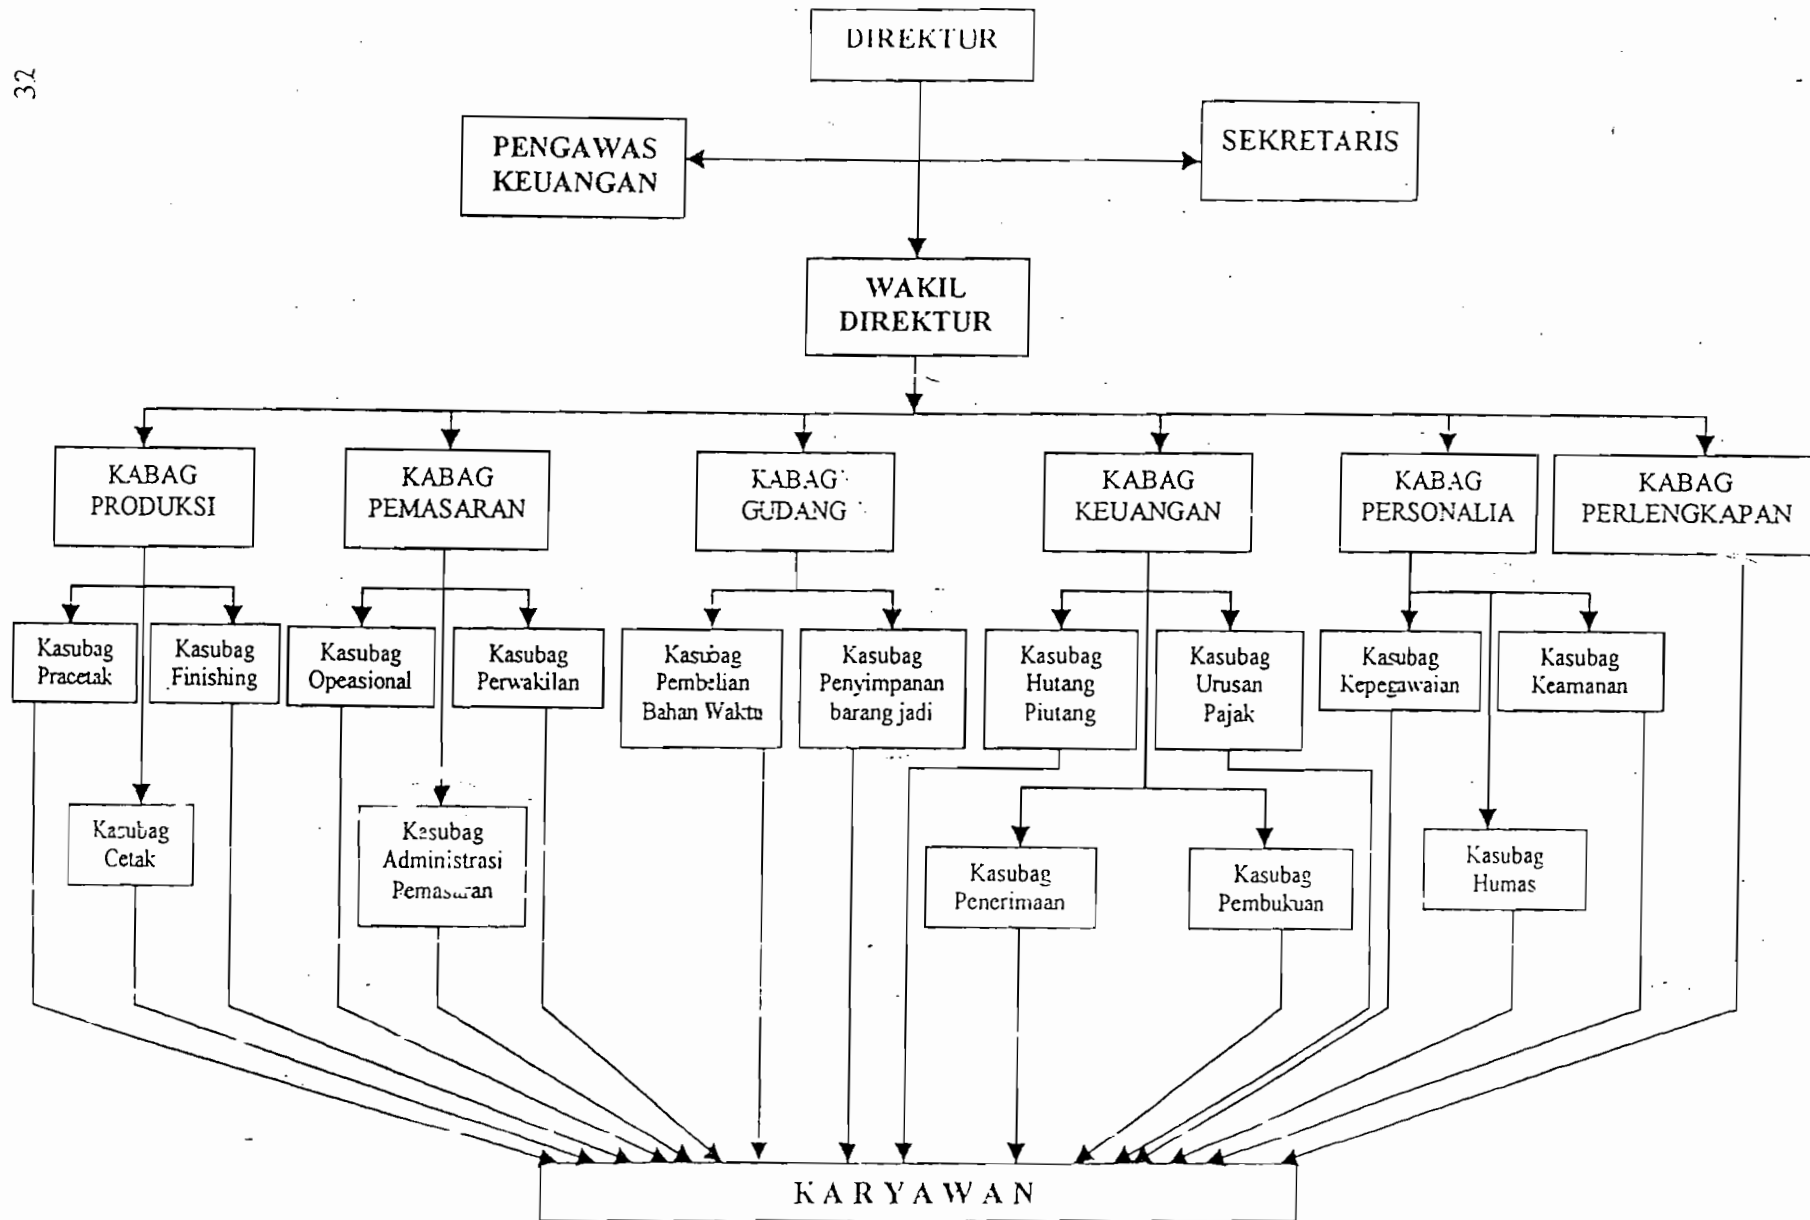 32
DIREKTUR
PENGAWAS
KEUANGAN
SEKRETARIS
WAKIL
DIREKTUR
KABAG
PRODUKSI
KABAG
PEMASARAN
KABAG
GUDANG
KABAG
KEUANGAN
KABAG
PERSONALIA
KABAG
PERLENGKAPAN
Kasubag
Pracetak
Kasubag
Finishing
Kasubag
Opeasional
Kasubag
Perwakilan
Kasubag
Pembelian
Bahan Waktu
Kasubag
Penyimpanan
barang jadi
Kasubag
Hutang
Piutang
Kasubag
Urusan
Pajak
Kasubag
Kepegawaian
Kasubag
Keamanan
Kasubag
Cetak
Kasubag
Administrasi
Pemasaran
Kasubag
Penerimaan
Kasubag
Pembukuan
Kasubag
Humas
KARYAWAN